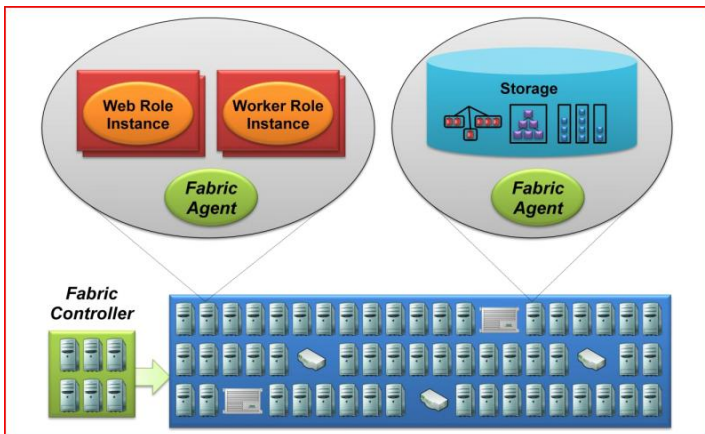 Web Role
Instance
Worker Role
Instance
Fabric
Agent
Storage
Fabric
Agent
Fabric
Controller